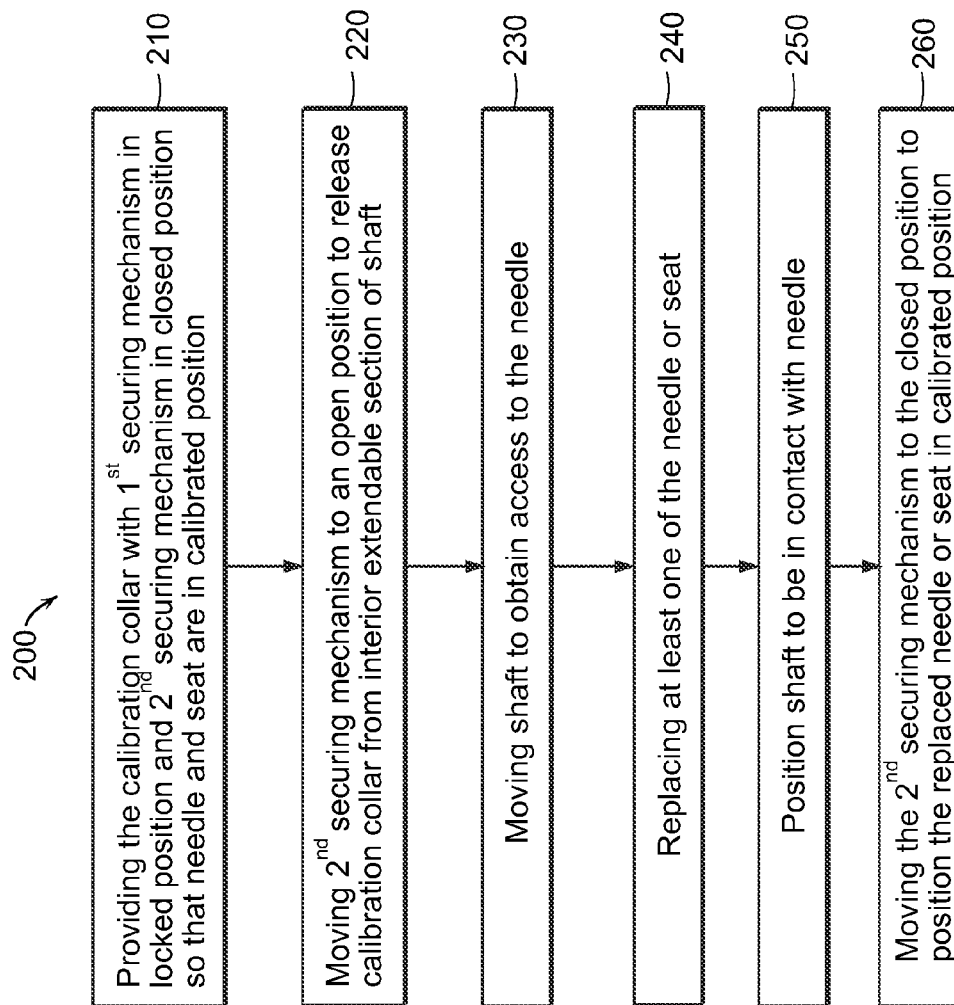 200
Providing the calibration collar with 1st securing mechanism in
locked position and 2nd securing mechanism in closed position
so that needle and seat are in calibrated position
210
Moving 2nd securing mechanism to an open position to release
calibration collar from interior extendable section of shaft
220
Moving shaft to obtain access to the needle
230
Replacing at least one of the needle or seat
240
Position shaft to be in contact with needle
250
Moving the 2nd securing mechanism to the closed position to
position the replaced needle or seat in calibrated position
260